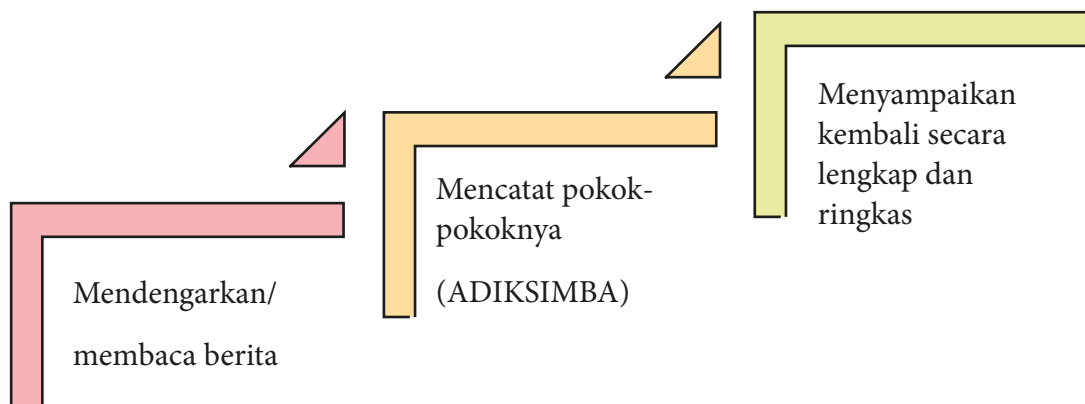 Mendengarkan/
membaca berita
Mencatat pokok-
pokoknya
(ADIKSIMBA)
Menyampaikan
kembali secara
lengkap dan
ringkas